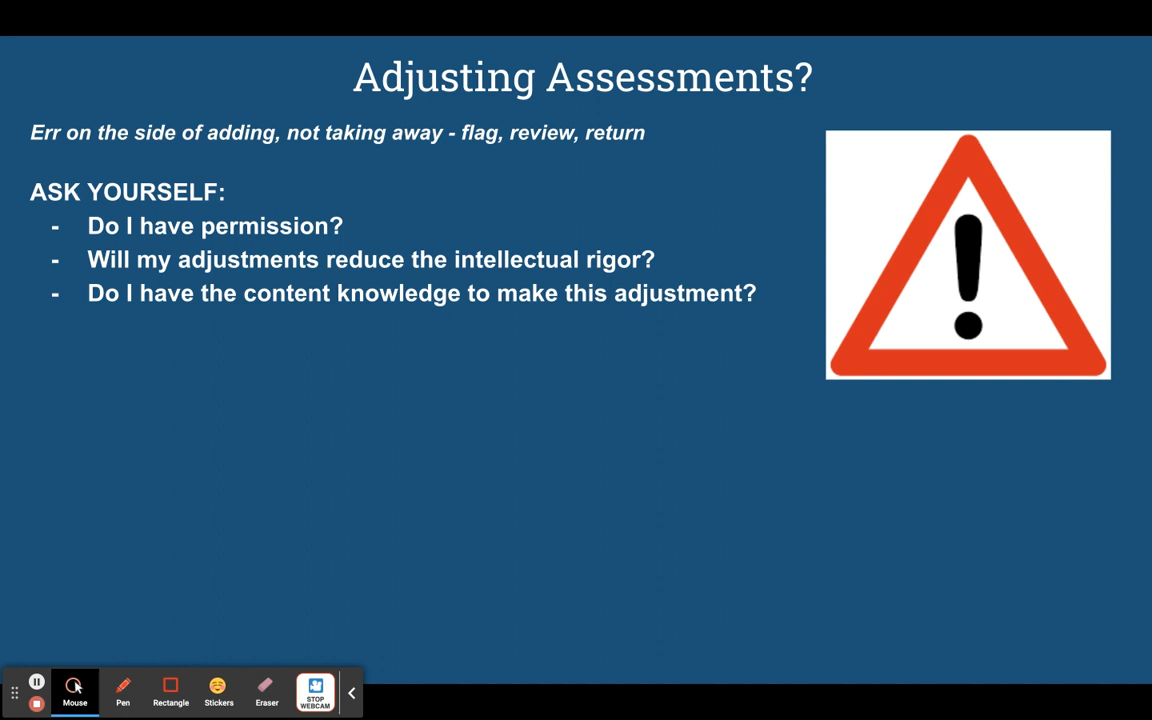 Adjusting Assessments?
Err on the side of adding, not taking away - flag, review, return
ASK YOURSELF:
- Do I have permission?
- Will my adjustments reduce the intellectual rigor?
- Do I have the content knowledge to make this adjustment?
Mouse
Pen
Rectangle
Stickers
Eraser
STOP
WEBCAM